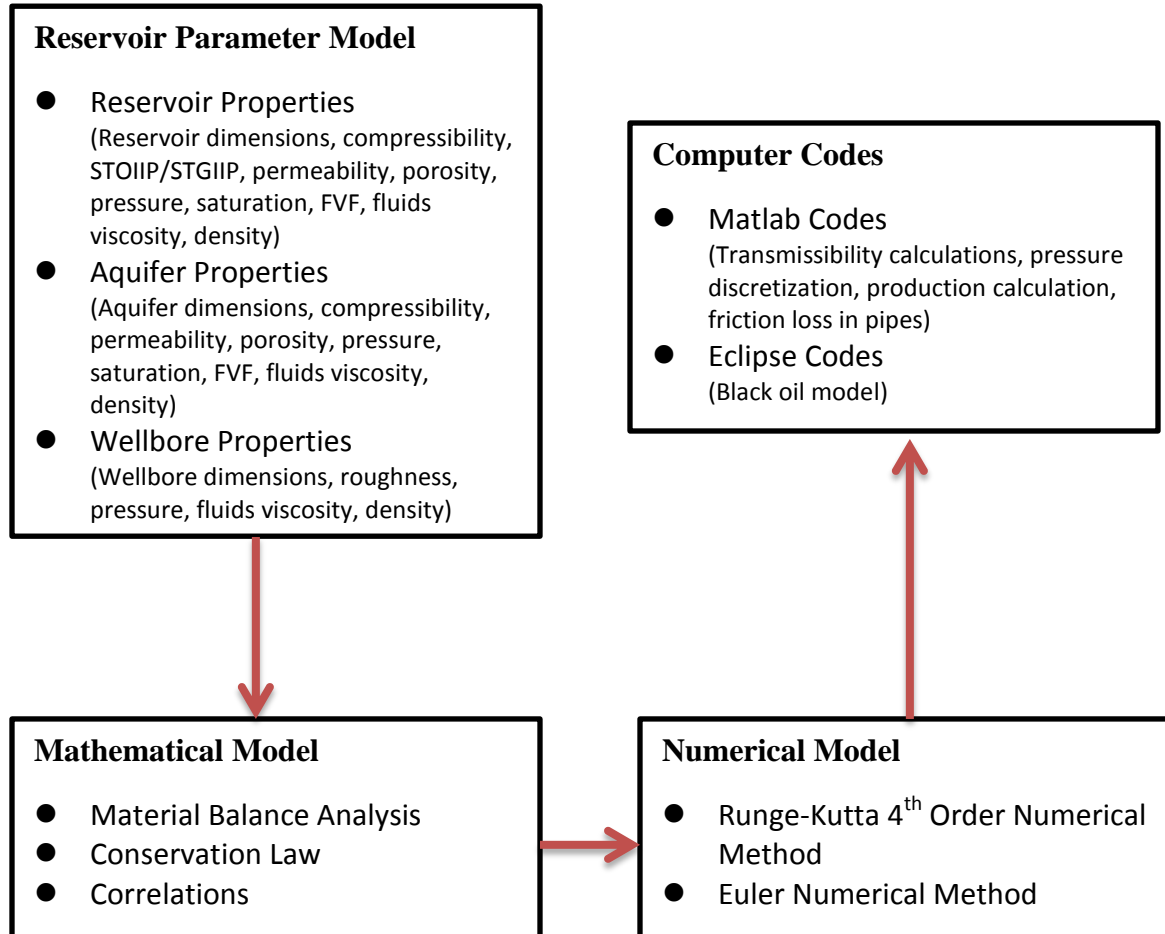 Reservoir Parameter Model
● Reservoir Properties
(Reservoir dimensions, compressibility,
STOIIP/STGIIP, permeability, porosity,
pressure, saturation, FVF, fluids
viscosity, density)
● Aquifer Properties
(Aquifer dimensions, compressibility,
permeability, porosity, pressure,
saturation, FVF, fluids viscosity,
density)
● Wellbore Properties
(Wellbore dimensions, roughness,
pressure, fluids viscosity, density)
Mathematical Model
● Material Balance Analysis
● Conservation Law
● Correlations
Numerical Model
● Runge-Kutta 4th Order Numerical
Method
● Euler Numerical Method
Computer Codes
● Matlab Codes
(Transmissibility calculations, pressure
discretization, production calculation,
friction loss in pipes)
● Eclipse Codes
(Black oil model)